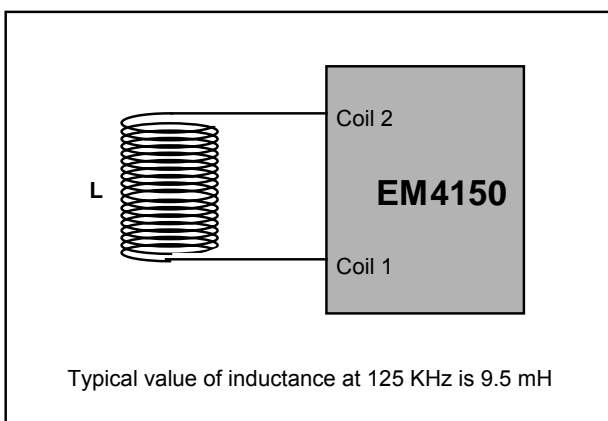 Coil 2
EM4150
L
Coil 1
Typical value of inductance at 125 KHz is 9.5 mH